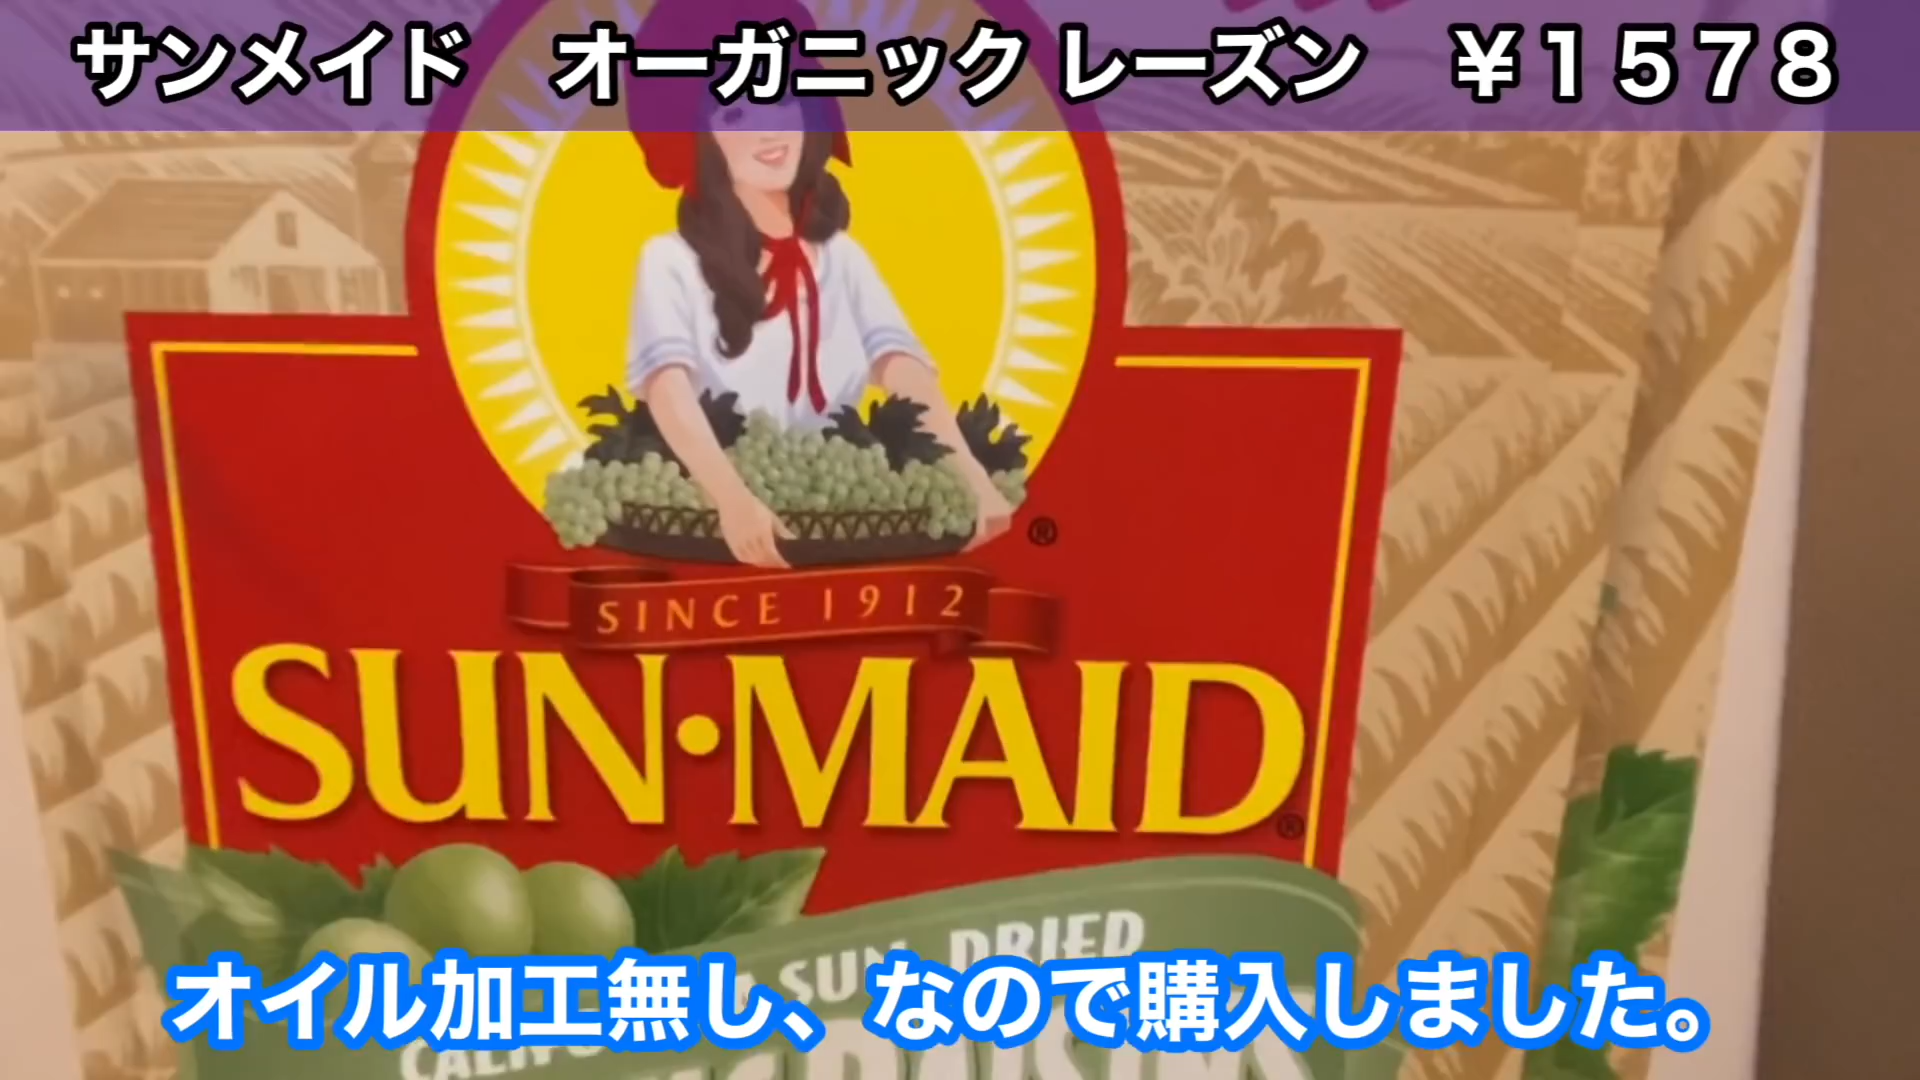 サンメイド　オーガニック レーズン　￥１５７８
®
SINCE 1912
SUN·MAID®
SUN-DRIED
オイル加工無し、なので購入しました。